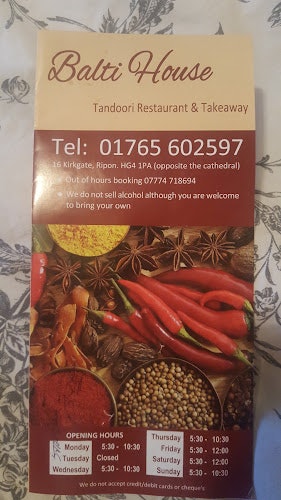 Balti House
Tandoori Restaurant & Takeaway
Tel: 01765 602597
16 Kirkgate, Ripon. HG4 1PA (opposite the cathedral)
★ Out of hours booking 07774 718694
★ We do not sell alcohol although you are welcome
to bring your own
OPENING HOURS
Monday 5:30 - 10:30
Tuesday Closed
Wednesday 5:30 - 10:30
Thursday 5:30 - 10:30
Friday 5:30 - 12:00
Saturday 5:30 - 12:00
Sunday 5:30 - 10:30
We do not accept credit/debit cards or cheque's